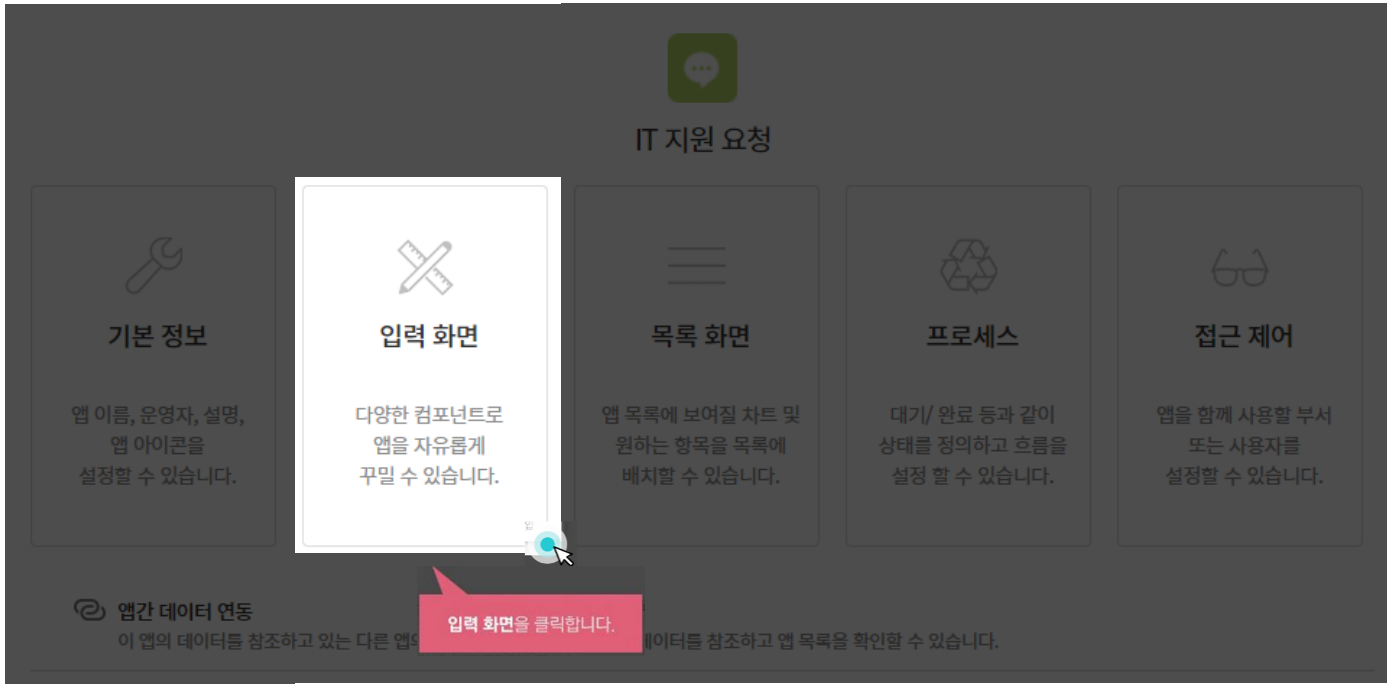 IT 지원 요청
기본 정보
앱 이름, 운영자, 설명,
앱 아이콘을
설정할 수 있습니다.
입력 화면
다양한 컴포넌트로
앱을 자유롭게
꾸밀 수 있습니다.
목록 화면
앱 목록에 보여질 차트 및
원하는 항목을 목록에
배치할 수 있습니다.
프로세스
대기/ 완료 등과 같이
상태를 정의하고 흐름을
설정 할 수 있습니다.
접근 제어
앱을 함께 사용할 부서
또는 사용자를
설정할 수 있습니다.
앱간 데이터 연동
이 앱의 데이터를 참조하고 있는 다른 데이터를 참조하고 앱 목록을 확인할 수 있습니다.
입력 화면을 클릭합니다.